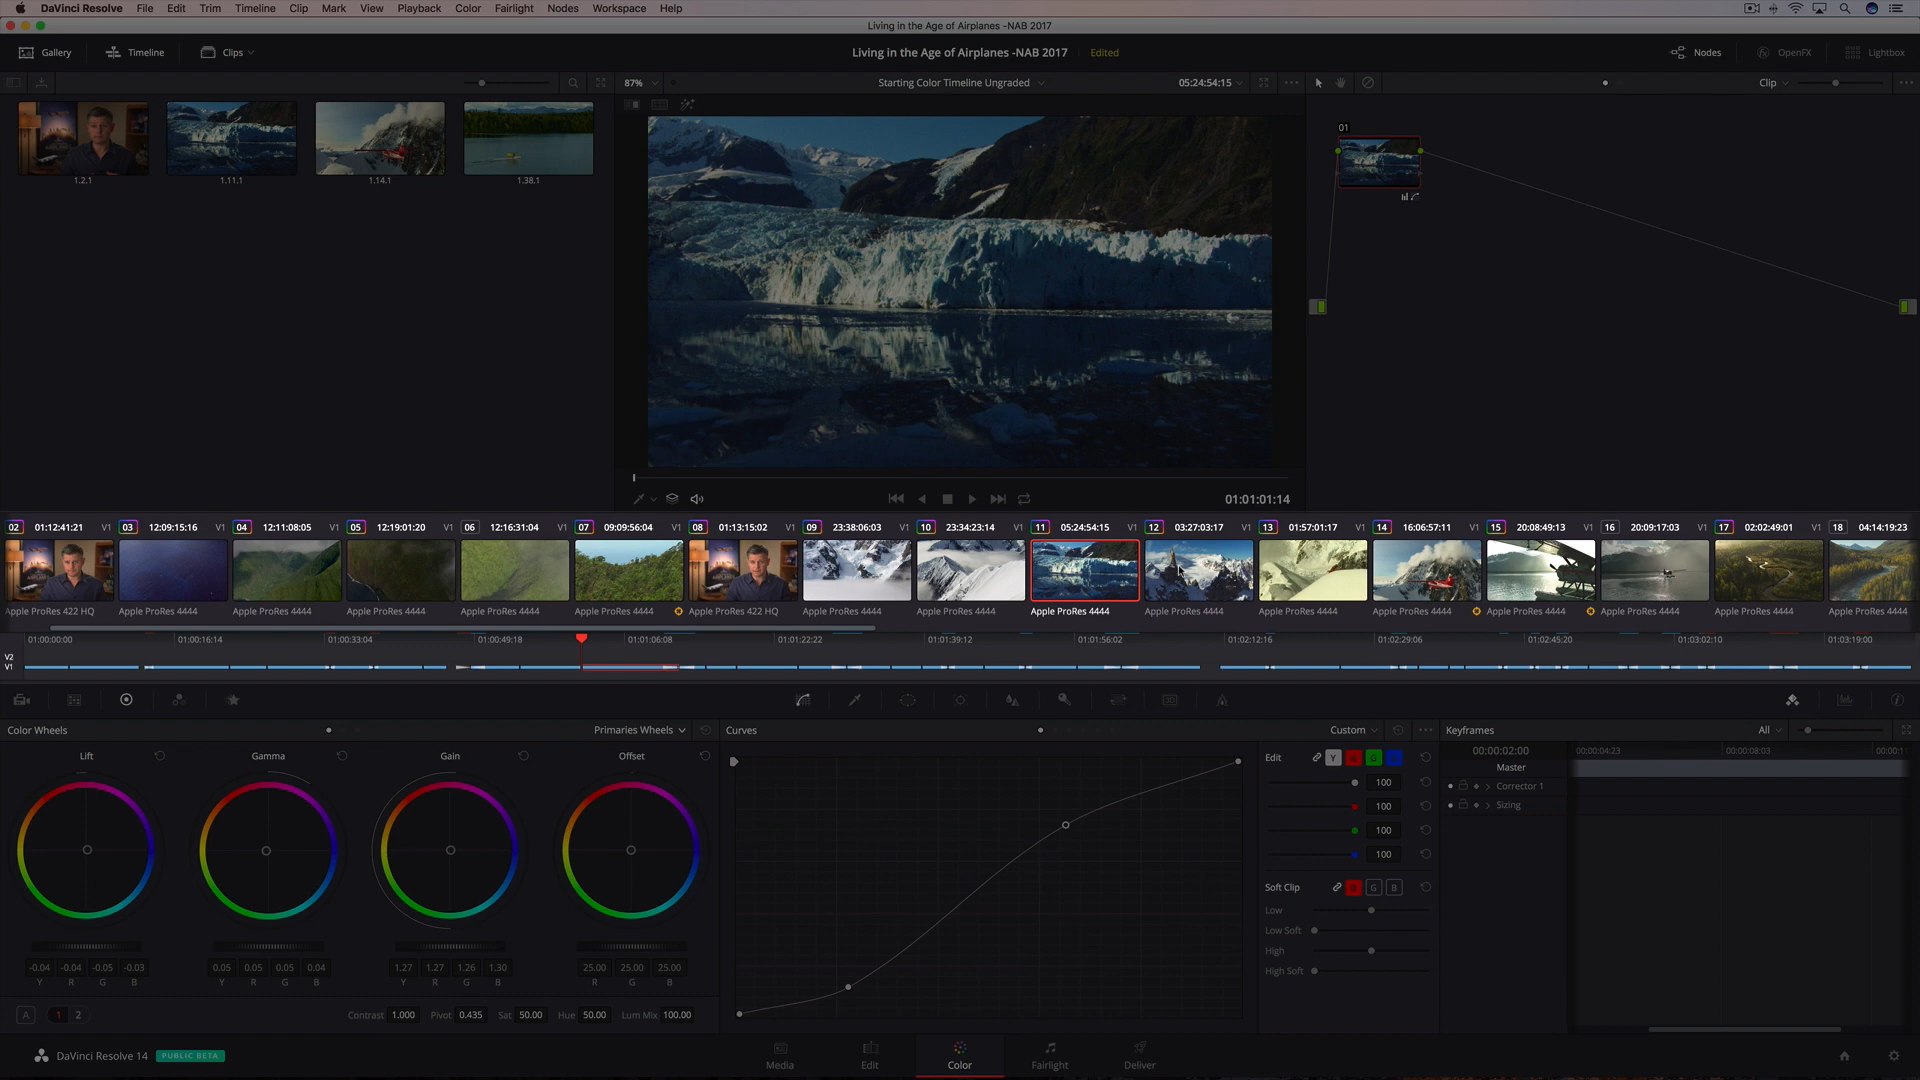 DaVinci Resolve File Edit Trim Timeline Clip Mark View Playback Color Fairlight Nodes Workspace Help
Living in the Age of Airplanes -NAB 2017
Gallery Timeline Clips Living in the Age of Airplanes -NAB 2017 Edited Nodes OpenFX Lightbox
87% Starting Color Timeline Ungraded 05:24:54:15 Clip
01
1.2.1 1.11.1 1.14.1 1.38.1
01:01:01:14
02 01:12:41:21 V1 03 12:09:15:16 V1 04 12:11:08:05 V1 05 12:19:01:20 V1 06 12:16:31:04 V1 07 09:09:56:04 V1 08 01:13:15:02 V1 09 23:38:06:03 V1 10 23:34:23:14 V1 11 05:24:54:15 V1 12 03:27:03:17 V1 13 01:57:01:17 V1 14 16:06:57:11 V1 15 20:08:49:13 V1 16 20:09:17:03 V1 17 02:02:49:01 V1 18 04:14:19:23
Apple ProRes 422 HQ Apple ProRes 4444 Apple ProRes 4444 Apple ProRes 4444 Apple ProRes 4444 Apple ProRes 4444 Apple ProRes 422 HQ Apple ProRes 4444 Apple ProRes 4444 Apple ProRes 4444 Apple ProRes 4444 Apple ProRes 4444 Apple ProRes 4444 Apple ProRes 4444 Apple ProRes 4444 Apple ProRes 4444 Apple ProRes 4444
01:00:00:00 01:00:16:14 01:00:33:04 01:00:49:18 01:01:06:08 01:01:22:22 01:01:39:12 01:01:56:02 01:02:12:16 01:02:29:06 01:02:45:20 01:03:02:10 01:03:19:00
V2
V1
3D
Color Wheels Primaries Wheels Curves Custom Keyframes All
Lift Gamma Gain Offset
Edit Y R G
00:00:02:00 00:00:04:23 00:00:08:03 00:00:11
Master
100
Corrector 1
100
Sizing
100
100
Soft Clip R G B
Low
Low Soft
High
High Soft
-0.04 -0.04 -0.05 -0.03 0.05 0.05 0.05 0.04 1.27 1.27 1.26 1.30 25.00 25.00 25.00
Y R G B Y R G B Y R G B R G B
A 1 2 Contrast 1.000 Pivot 0.435 Sat 50.00 Hue 50.00 Lum Mix 100.00
DaVinci Resolve 14 PUBLIC BETA
Media Edit Color Fairlight Deliver